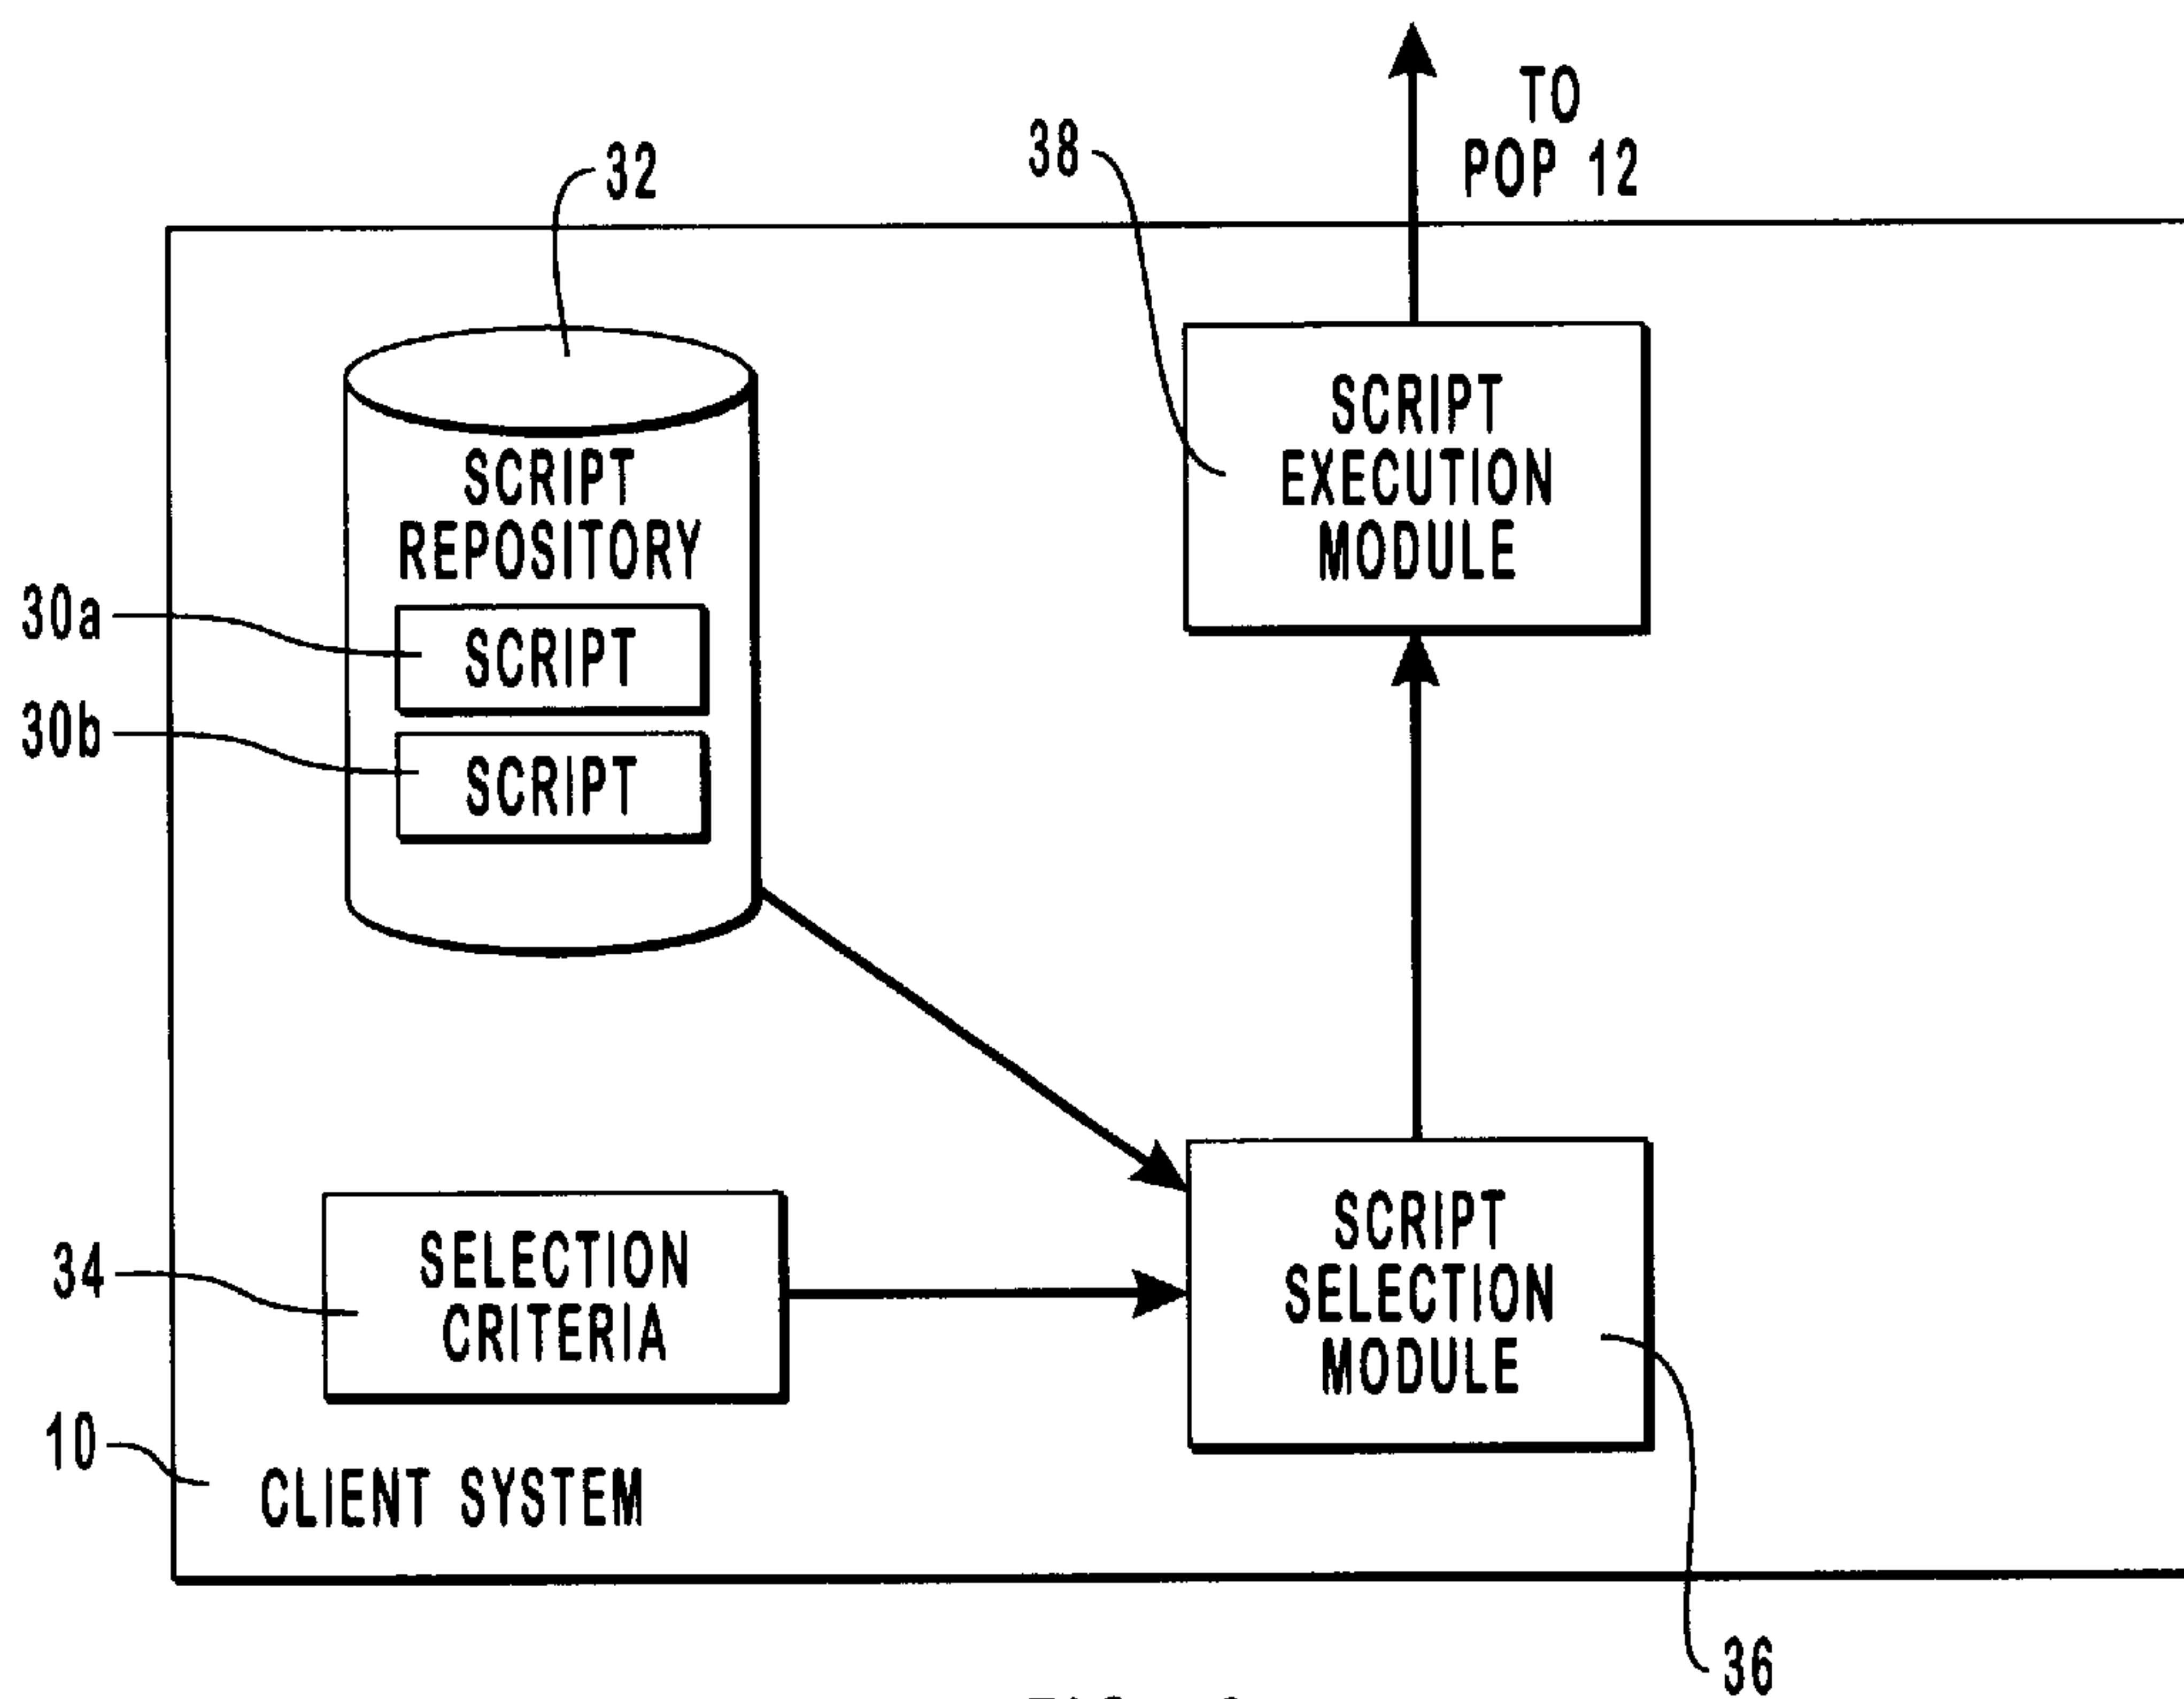 TO
POP 12
38
32
SCRIPT
EXECUTION
MODULE
SCRIPT
REPOSITORY
30a
SCRIPT
30b
SCRIPT
34
SELECTION
CRITERIA
SCRIPT
SELECTION
MODULE
10
CLIENT SYSTEM
36